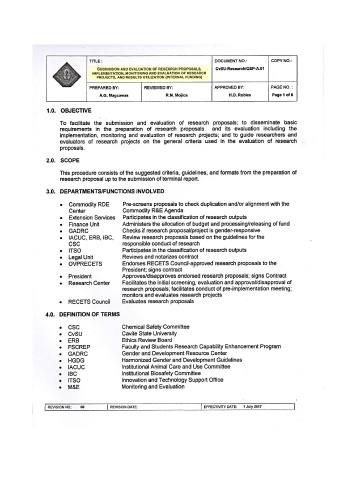 TITLE :
SUBMISSION AND EVALUATION OF RESEARCH PROPOSALS,
IMPLEMENTATION, MONITORING AND EVALUATION OF RESEARCH
PROJECTS, AND RESULTS UTILIZATION (INTERNAL FUNDING)
DOCUMENT NO.:
CvSU-Research/QSP-A.01
COPY NO.:
PREPARED BY:
A.G. Magcamas
REVIEWED BY:
R.N. Mojica
APPROVED BY:
H.D. Robles
PAGE NO. :
Page 1 of 6
1.0. OBJECTIVE
To facilitate the submission and evaluation of research proposals; to disseminate basic
requirements in the preparation of research proposals and its evaluation including the
implementation, monitoring and evaluation of research projects; and to guide researchers and
evaluators of research projects on the general criteria used in the evaluation of research
proposals.
2.0. SCOPE
This procedure consists of the suggested criteria, guidelines, and formats from the preparation of
research proposal up to the submission of terminal report.
3.0. DEPARTMENTS/FUNCTIONS INVOLVED
• Commodity RDE Pre-screens proposals to check duplication and/or alignment with the
Center Commodity R&E Agenda
• Extension Services Participates in the classification of research outputs
• Finance Unit Administers the allocation of budget and processing/releasing of fund
• GADRC Checks if research proposal/project is gender-responsive
• IACUC, ERB, IBC, Review research proposals based on the guidelines for the
CSC responsible conduct of research
• ITSO Participates in the classification of research outputs
• Legal Unit Reviews and notarizes contract
• OVPRECETS Endorses RECETS Council-approved research proposals to the
President; signs contract
• President Approves/disapproves endorsed research proposals; signs Contract
• Research Center Facilitates the initial screening, evaluation and approval/disapproval of
research proposals; facilitates conduct of pre-implementation meeting;
monitors and evaluates research projects
• RECETS Council Evaluates research proposals
4.0. DEFINITION OF TERMS
• CSC Chemical Safety Committee
• CvSU Cavite State University
• ERB Ethics Review Board
• FSCREP Faculty and Students Research Capability Enhancement Program
• GADRC Gender and Development Resource Center
• HGDG Harmonized Gender and Development Guidelines
• IACUC Institutional Animal Care and Use Committee
• IBC Institutional Biosafety Committee
• ITSO Innovation and Technology Support Office
• M&E Monitoring and Evaluation
REVISION NO.: 00 REVISION DATE: EFFECTIVITY DATE: 1 July 2017